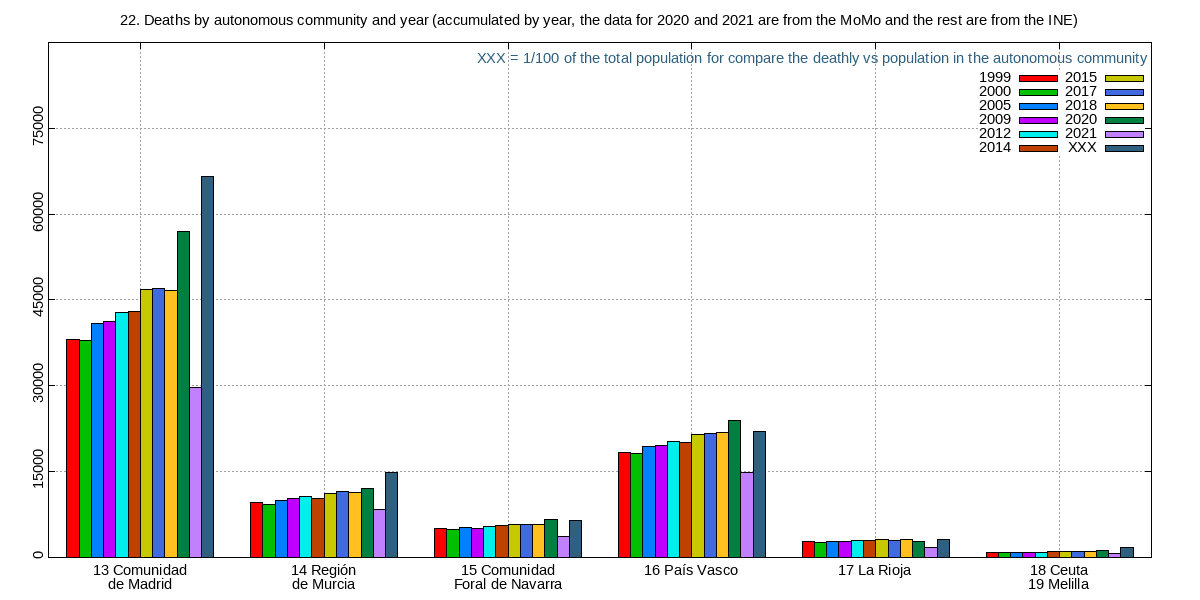 22. Deaths by autonomous community and year (accumulated by year, the data for 2020 and 2021 are from the MoMo and the rest are from the INE)
XXX = 1/100 of the total population for compare the deathly vs population in the autonomous community
1999 2015
2000 2017
2005 2018
2009 2020
2012 2021
2014 XXX
75000
60000
45000
30000
15000
0
13 Comunidad de Madrid
14 Región de Murcia
15 Comunidad Foral de Navarra
16 País Vasco
17 La Rioja
18 Ceuta
19 Melilla